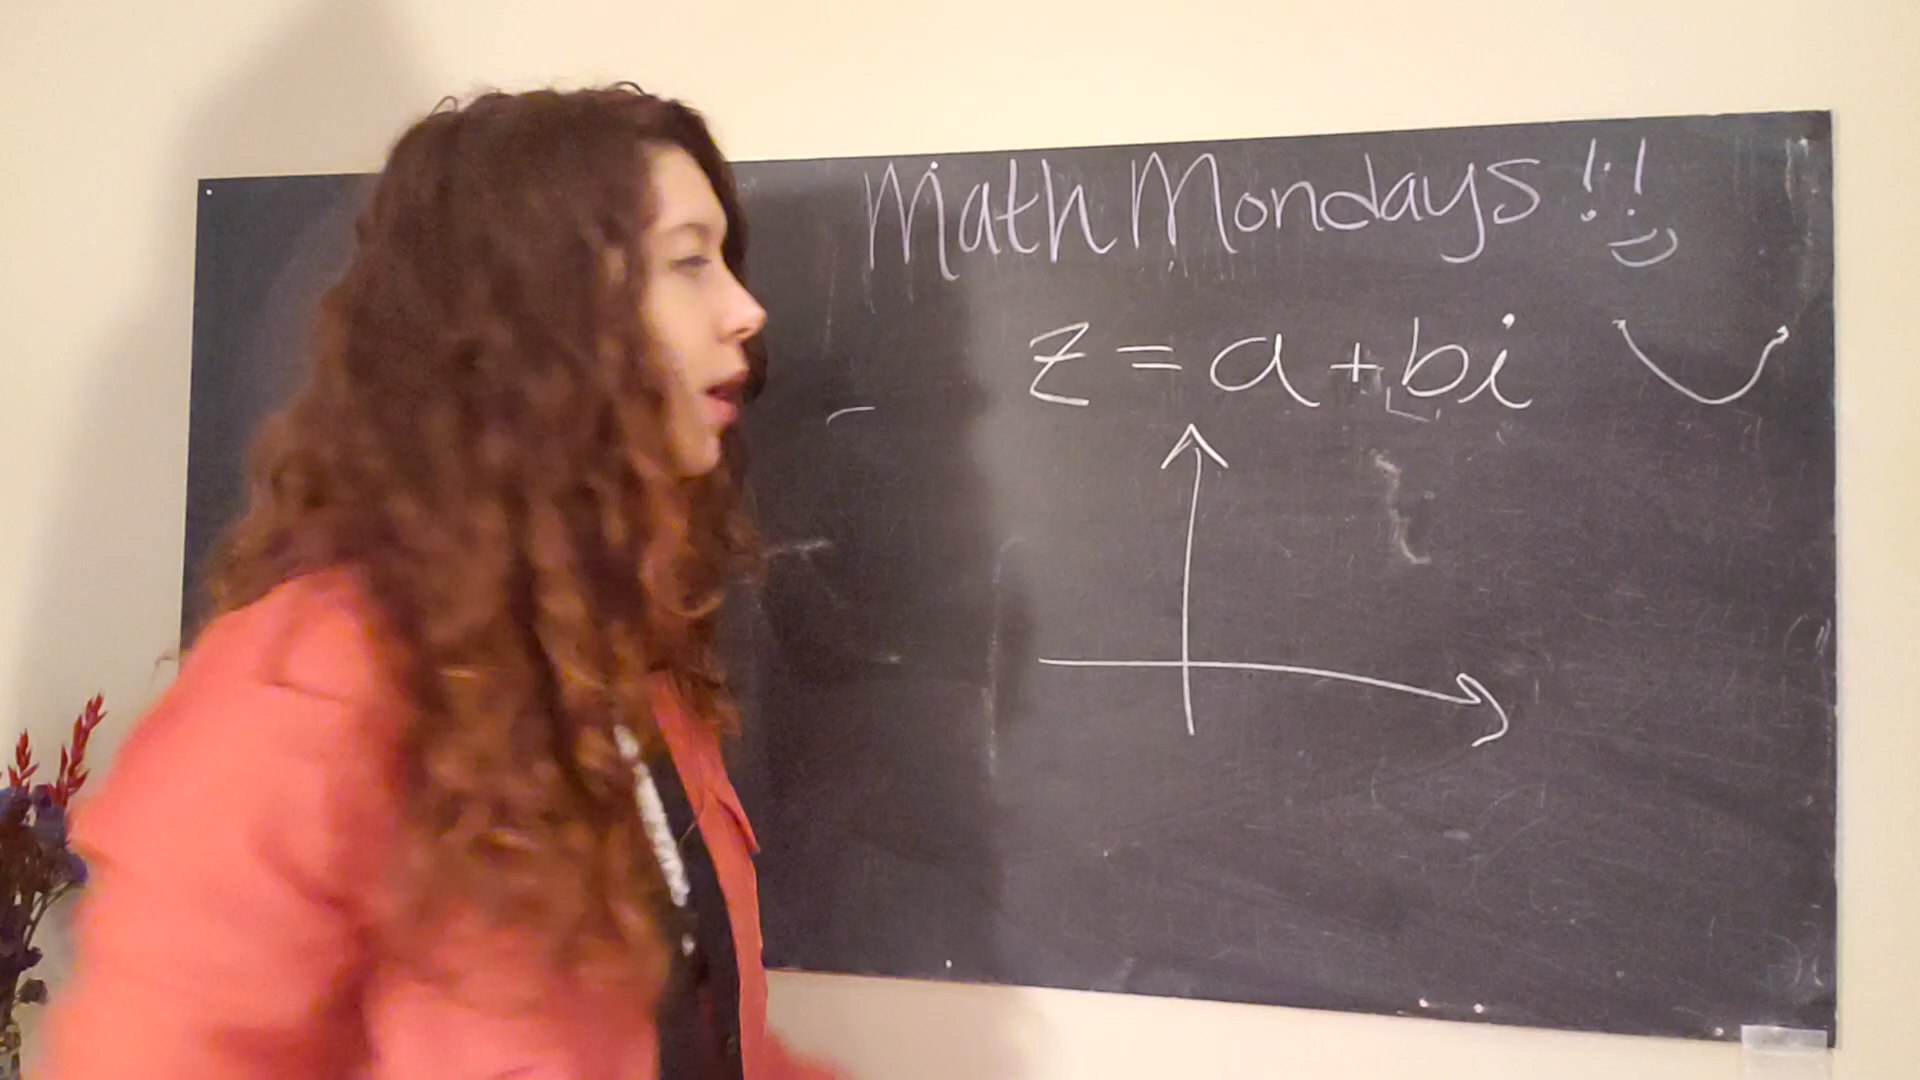 Math Mondays!!
z = a + bi